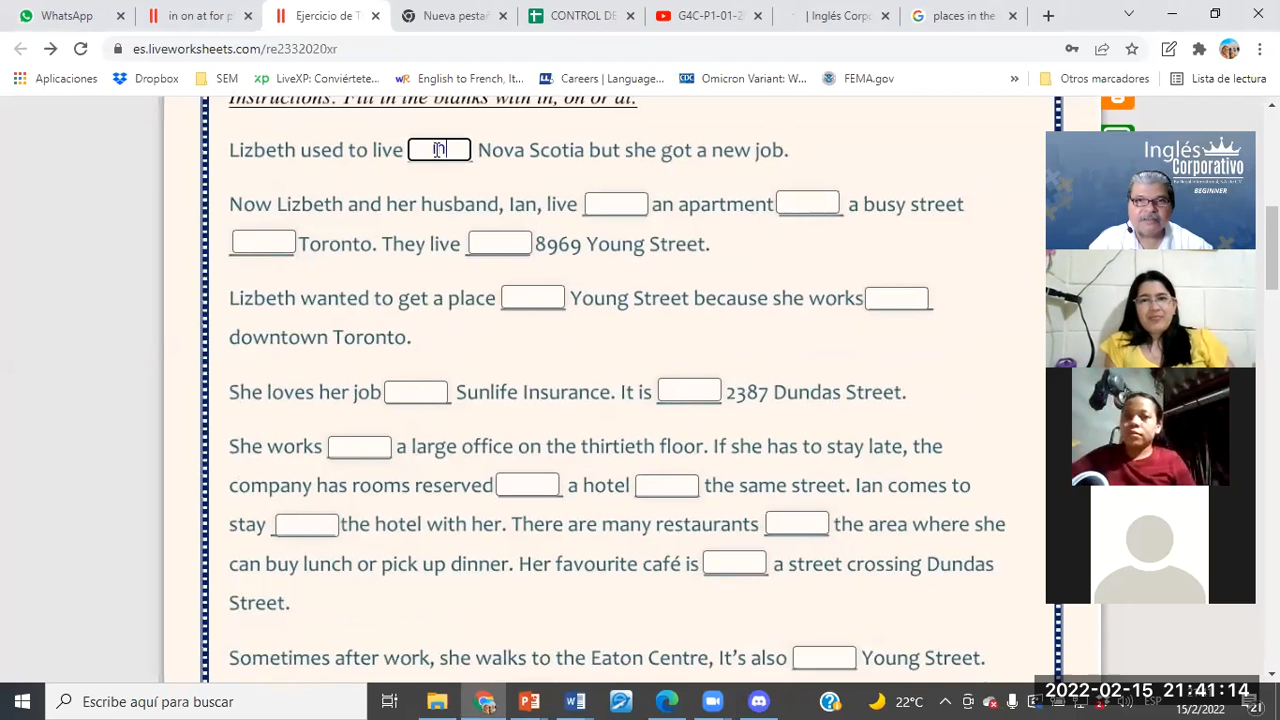 WhatsApp
in on at for p
Ejercicio de T
Nueva pesta
CONTROL DE
G4C-P1-01-2
Inglés Corp
places in the
es.liveworksheets.com/re2332020xr
Aplicaciones
Dropbox
SEM
LiveXP: Conviértete...
English to French, It...
Careers | Language...
Omicron Variant: W...
FEMA.gov
»
Otros marcadores
Lista de lectura
Instructions: Fill in the blanks with in, on or at.
Lizbeth used to live in Nova Scotia but she got a new job.
Now Lizbeth and her husband, Ian, live an apartment a busy street
Toronto. They live 8969 Young Street.
Lizbeth wanted to get a place Young Street because she works
downtown Toronto.
She loves her job Sunlife Insurance. It is 2387 Dundas Street.
She works a large office on the thirtieth floor. If she has to stay late, the
company has rooms reserved a hotel the same street. Ian comes to
stay the hotel with her. There are many restaurants the area where she
can buy lunch or pick up dinner. Her favourite café is a street crossing Dundas
Street.
Sometimes after work, she walks to the Eaton Centre, It's also Young Street.
Inglés
Corporativo
BEGINNER
Escribe aquí para buscar
22°C
ESP
2022-02-15 21:41:14
15/2/2022